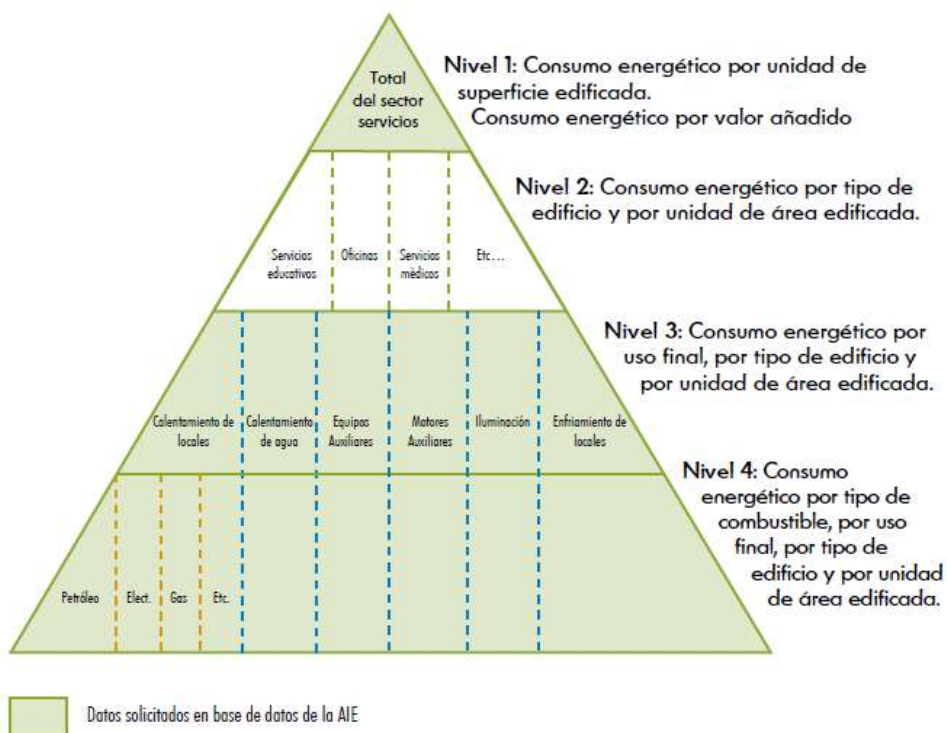 Total
del sector
servicios
Nivel 1: Consumo energético por unidad de
superficie edificada.
Consumo energético por valor añadido
Nivel 2: Consumo energético por tipo de
edificio y por unidad de área edificada.
Servicios
educativos
Oficinas
Servicios
mèdicos
Etc...
Nivel 3: Consumo energético por
uso final, por tipo de edificio y
por unidad de área edificada.
Calentamiento de
locales
Calentamiento
de agua
Equipos
Auxiliares
Motores
Auxiliares
Iluminación
Enfriamiento de
locales
Nivel 4: Consumo
energético por tipo de
combustible, por uso
final, por tipo de
edificio y por unidad
de área edificada.
Petróleo
Elect.
Gas
Etc.
Datos solicitados en base de datos de la AIE